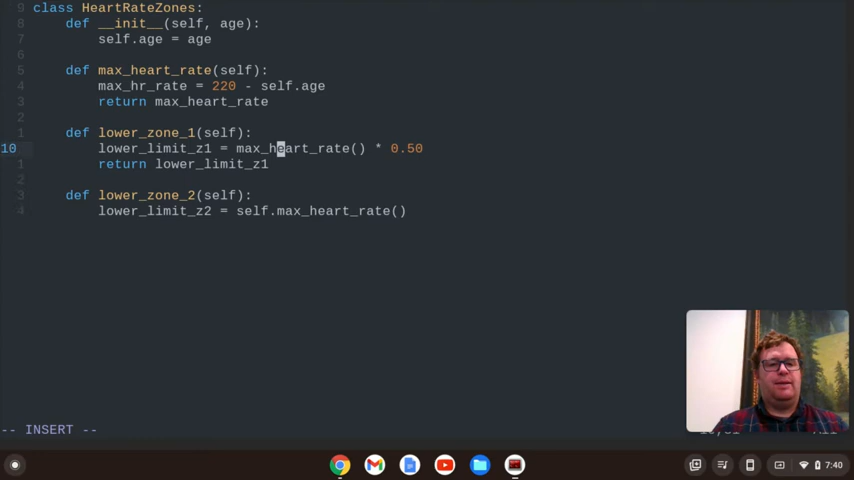 9 class HeartRateZones:
8 def __init__(self, age):
7 self.age = age
6
5 def max_heart_rate(self):
4 max_hr_rate = 220 - self.age
3 return max_heart_rate
2
1 def lower_zone_1(self):
10 lower_limit_z1 = max_heart_rate() * 0.50
1 return lower_limit_z1
2
3 def lower_zone_2(self):
4 lower_limit_z2 = self.max_heart_rate()
-- INSERT --
7:40